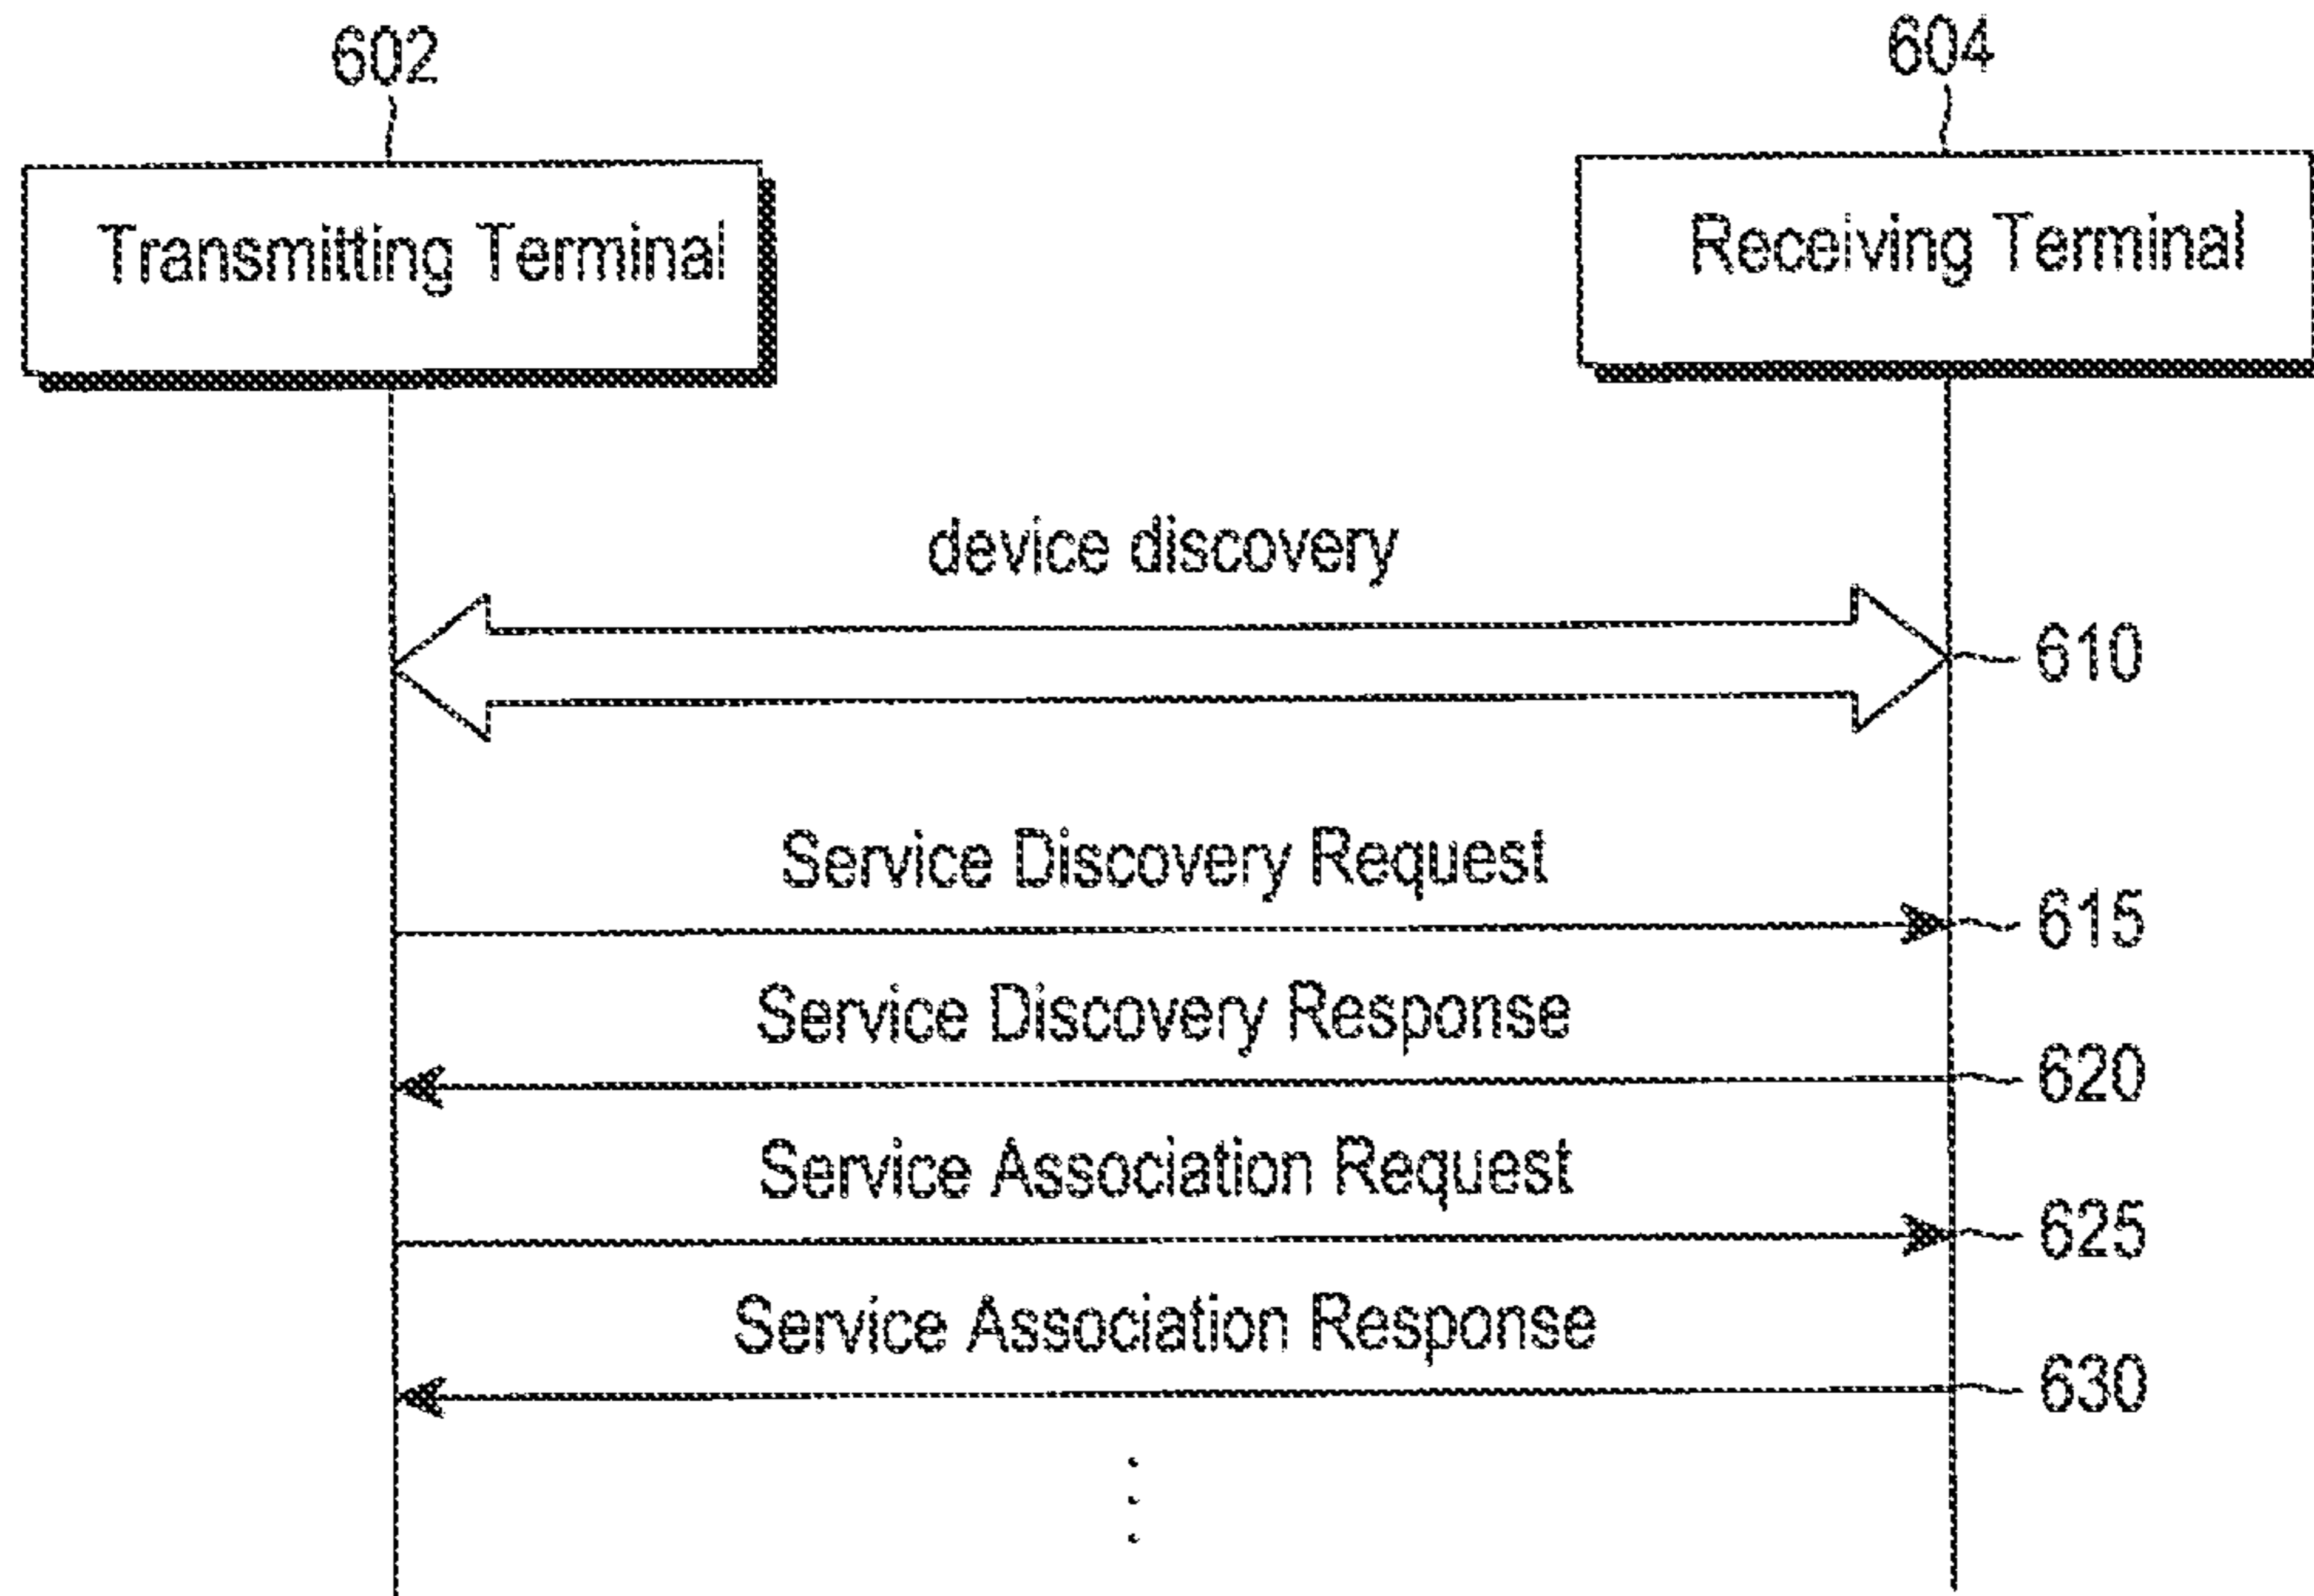 602
604
Transmitting Terminal
Receiving Terminal
device discovery
610
Service Discovery Request
615
Service Discovery Response
620
Service Association Request
625
Service Association Response
630